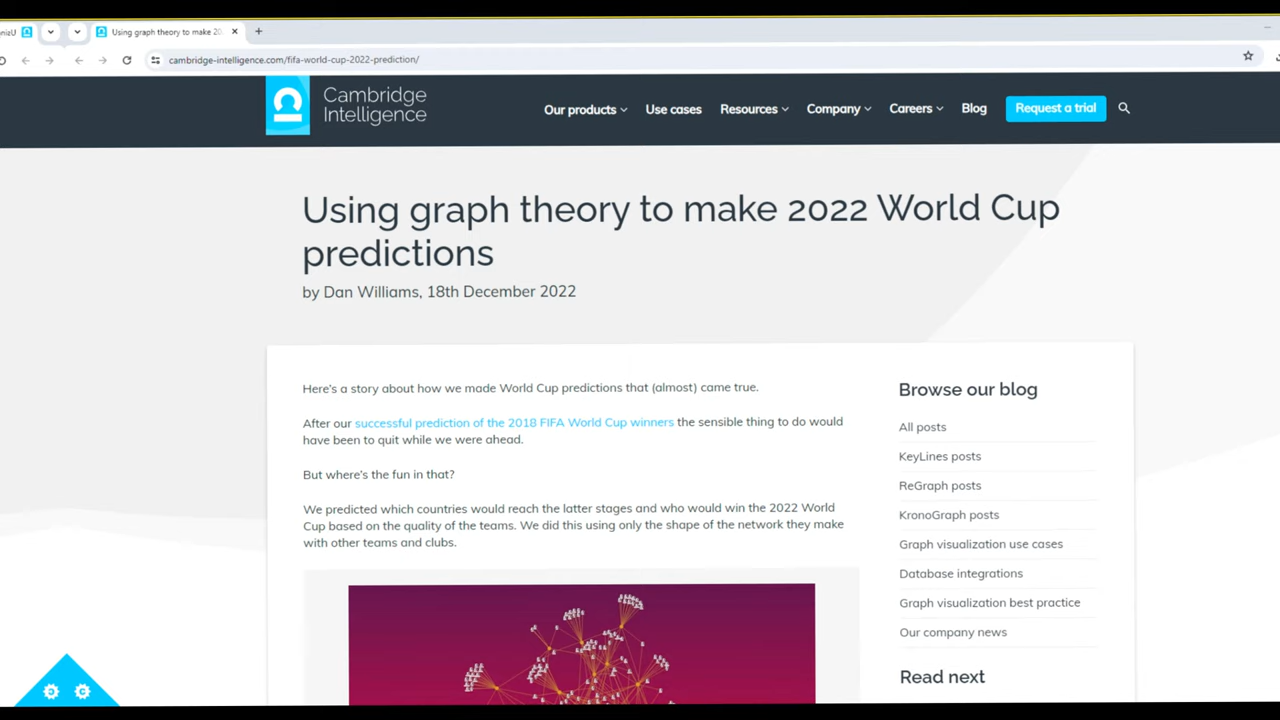 Using graph theory to make 20
cambridge-intelligence.com/fifa-world-cup-2022-prediction/
Cambridge
Intelligence
Our products
Use cases
Resources
Company
Careers
Blog
Request a trial
Using graph theory to make 2022 World Cup
predictions
by Dan Williams, 18th December 2022
Here's a story about how we made World Cup predictions that (almost) came true.
After our successful prediction of the 2018 FIFA World Cup winners the sensible thing to do would
have been to quit while we were ahead.
But where's the fun in that?
We predicted which countries would reach the latter stages and who would win the 2022 World
Cup based on the quality of the teams. We did this using only the shape of the network they make
with other teams and clubs.
Browse our blog
All posts
KeyLines posts
ReGraph posts
KronoGraph posts
Graph visualization use cases
Database integrations
Graph visualization best practice
Our company news
Read next